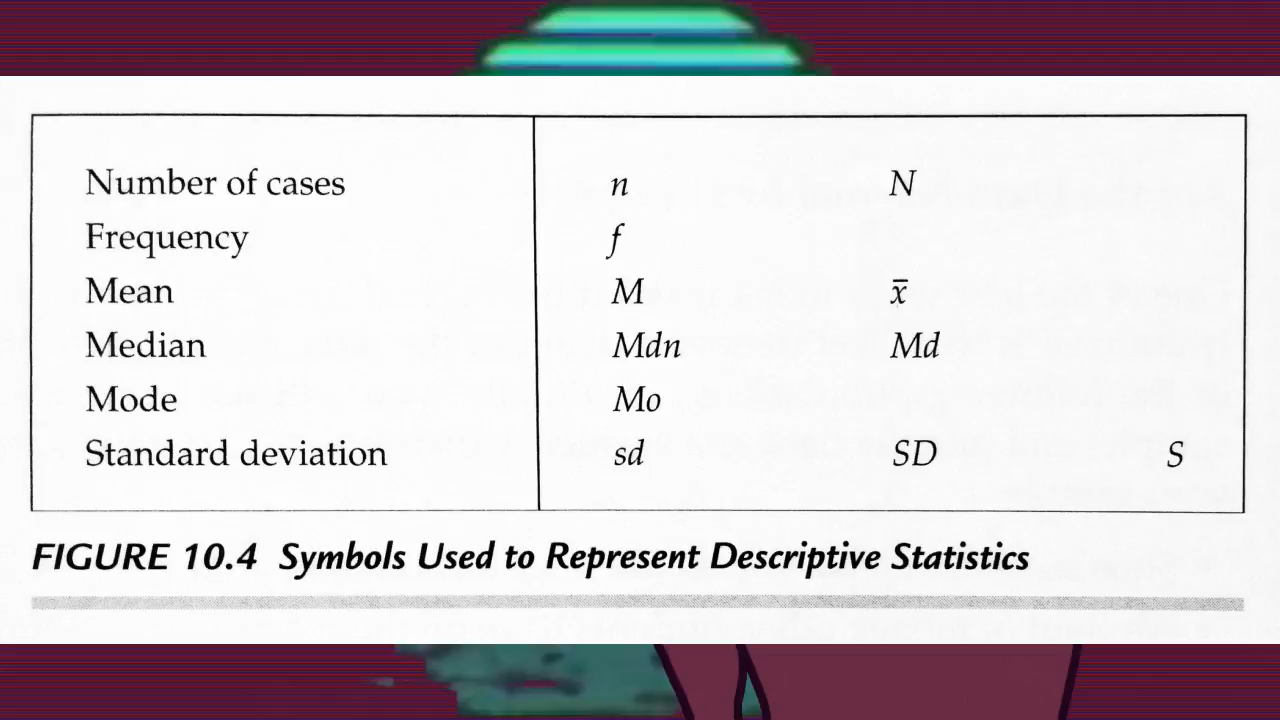 Number of cases n N
Frequency f
Mean M x̄
Median Mdn Md
Mode Mo
Standard deviation sd SD S
FIGURE 10.4 Symbols Used to Represent Descriptive Statistics